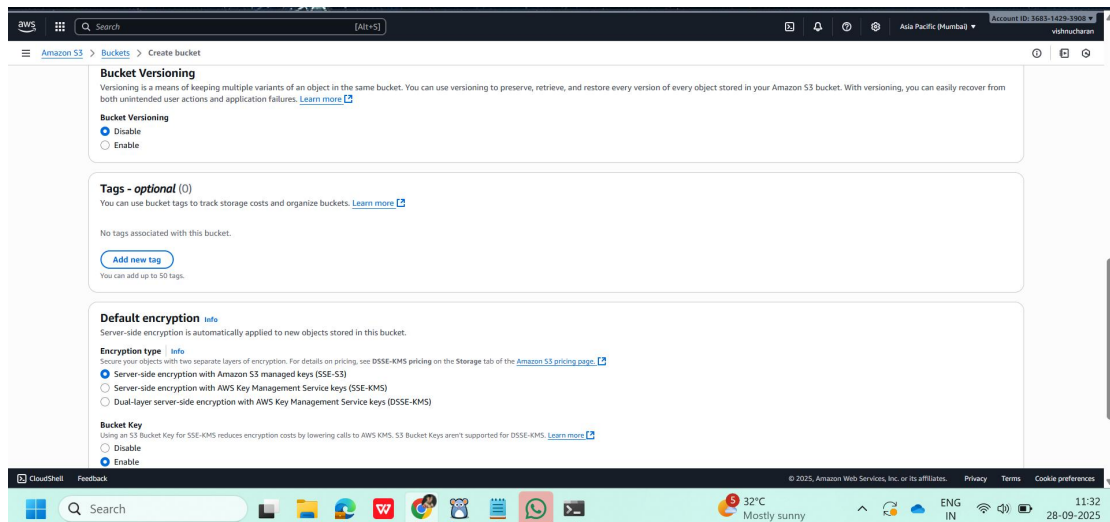 aws
Search
[Alt+S]
Asia Pacific (Mumbai)
Account ID: 3683-1429-3908
vishnucharan
Amazon S3 > Buckets > Create bucket
Bucket Versioning
Versioning is a means of keeping multiple variants of an object in the same bucket. You can use versioning to preserve, retrieve, and restore every version of every object stored in your Amazon S3 bucket. With versioning, you can easily recover from
both unintended user actions and application failures. Learn more
Bucket Versioning
Disable
Enable
Tags - optional (0)
You can use bucket tags to track storage costs and organize buckets. Learn more
No tags associated with this bucket.
Add new tag
You can add up to 50 tags.
Default encryption Info
Server-side encryption is automatically applied to new objects stored in this bucket.
Encryption type Info
Secure your objects with two separate layers of encryption. For details on pricing, see DSSE-KMS pricing on the Storage tab of the Amazon S3 pricing page.
Server-side encryption with Amazon S3 managed keys (SSE-S3)
Server-side encryption with AWS Key Management Service keys (SSE-KMS)
Dual-layer server-side encryption with AWS Key Management Service keys (DSSE-KMS)
Bucket Key
Using an S3 Bucket Key for SSE-KMS reduces encryption costs by lowering calls to AWS KMS. S3 Bucket Keys aren't supported for DSSE-KMS. Learn more
Disable
Enable
CloudShell Feedback © 2025, Amazon Web Services, Inc. or its affiliates. Privacy Terms Cookie preferences
Search
W
5
32°C
Mostly sunny
ENG
IN
11:32
28-09-2025